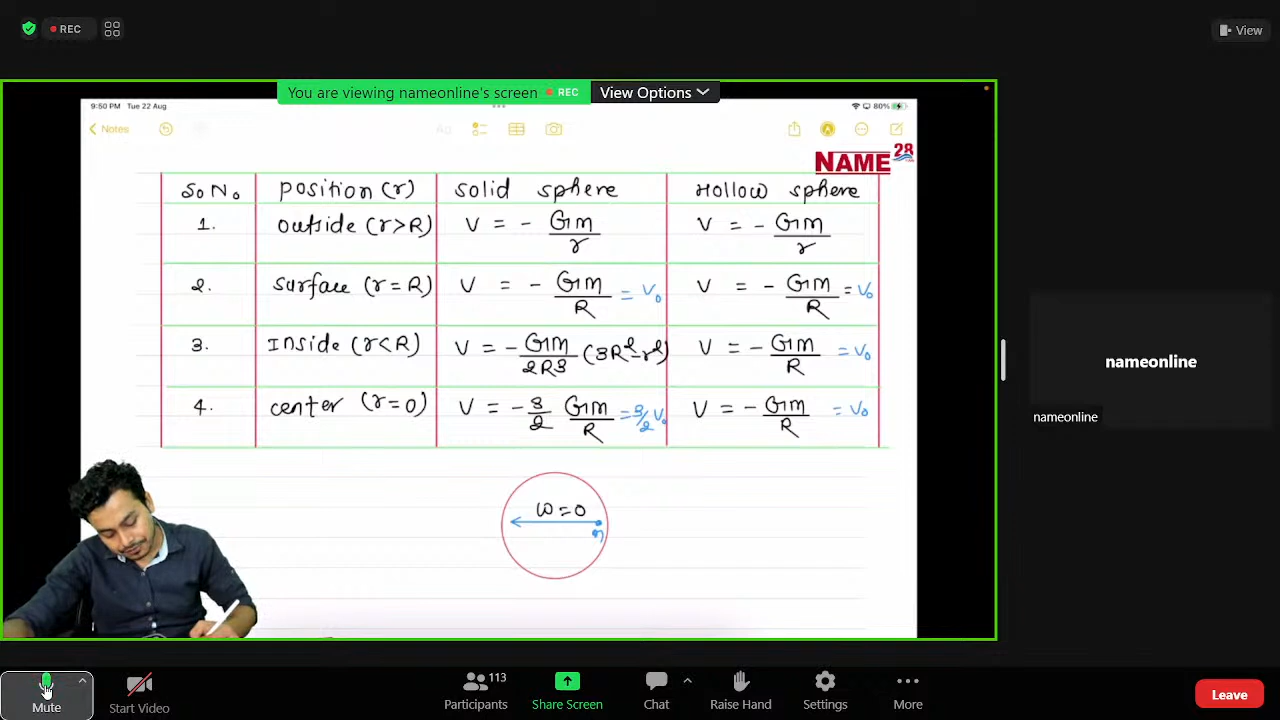 REC
View
You are viewing nameonline's screen REC View Options
9:50 PM Tue 22 Aug 80%
Notes
Aa
NAME 28
So No. position (r) solid sphere Hollow sphere
1. outside (r>R) V = - GM/r V = - GM/r
2. surface (r = R) V = - GM/R = V₀ V = - GM/R = V₀
3. Inside (r<R) V = - GM/2R³ (3R²-r²) V = - GM/R = V₀
4. center (r=0) V = - 3/2 GM/R = 3/2 V₀ V = - GM/R = V₀
ω = 0
nameonline
nameonline
Mute Start Video Participants 113 Share Screen Chat Raise Hand Settings More Leave